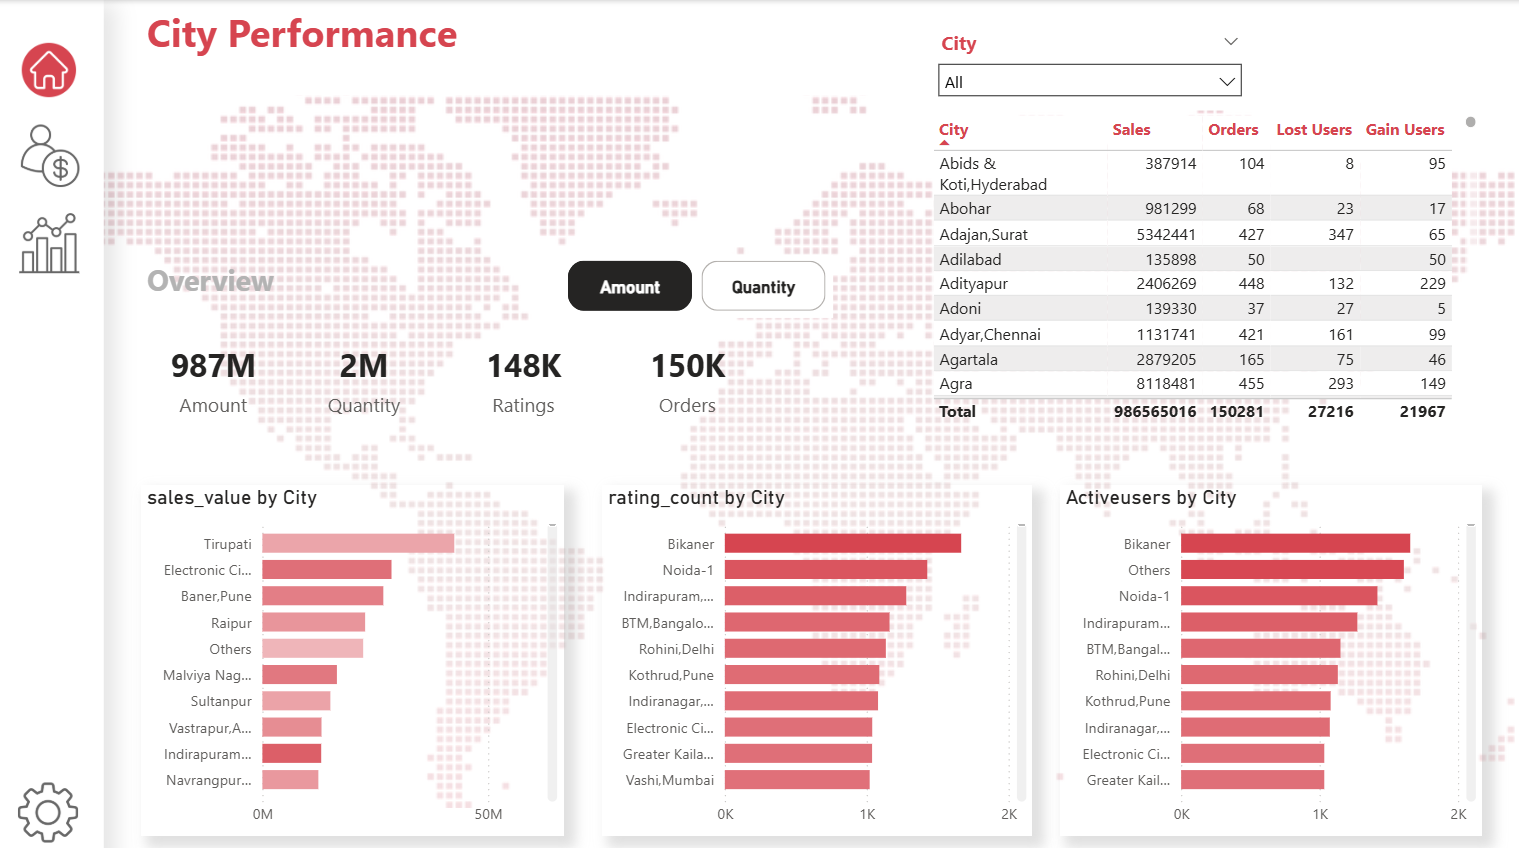 City Performance
City
All
City Sales Orders Lost Users Gain Users
Abids &
Koti,Hyderabad 387914 104 8 95
Abohar 981299 68 23 17
Adajan,Surat 5342441 427 347 65
Adilabad 135898 50 50
Adityapur 2406269 448 132 229
Adoni 139330 37 27 5
Adyar,Chennai 1131741 421 161 99
Agartala 2879205 165 75 46
Agra 8118481 455 293 149
Total 986565016 150281 27216 21967
Overview
Amount Quantity
987M 2M 148K 150K
Amount Quantity Ratings Orders
sales_value by City
Tirupati
Electronic Ci...
Baner,Pune
Raipur
Others
Malviya Nag...
Sultanpur
Vastrapur,A...
Indirapuram...
Navrangpur...
0M 50M
rating_count by City
Bikaner
Noida-1
Indirapuram,...
BTM,Bangalo...
Rohini,Delhi
Kothrud,Pune
Indiranagar,...
Electronic Ci...
Greater Kaila...
Vashi,Mumbai
0K 1K 2K
Activeusers by City
Bikaner
Others
Noida-1
Indirapuram...
BTM,Bangal...
Rohini,Delhi
Kothrud,Pune
Indiranagar,...
Electronic Ci...
Greater Kail...
0K 1K 2K